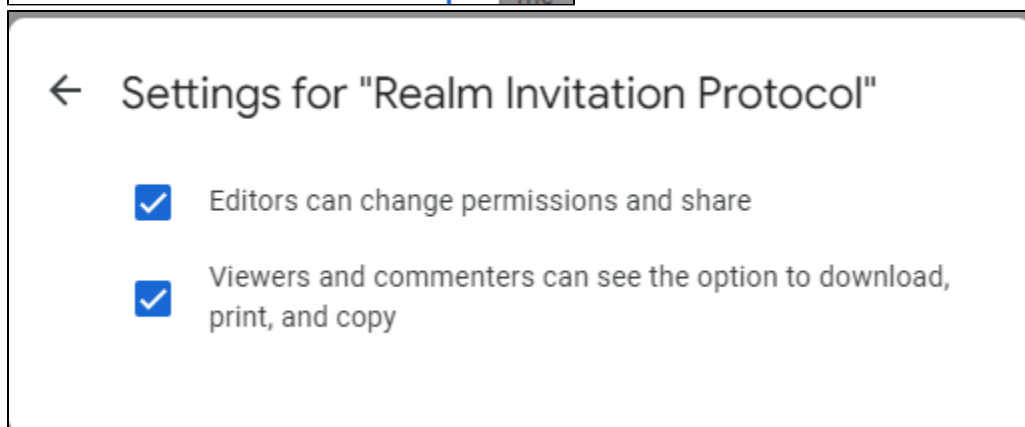 Settings for "Realm Invitation Protocol"
Editors can change permissions and share
Viewers and commenters can see the option to download,
print, and copy